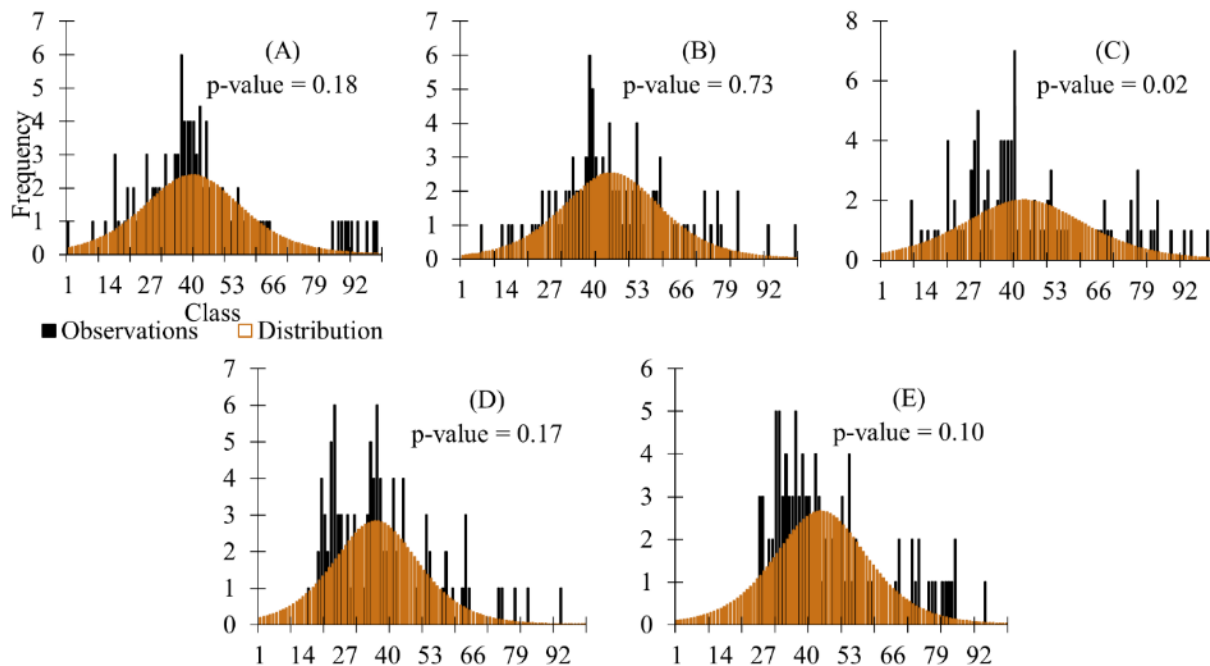 7
6
5
4
3
2
1
0
Frequency
(A)
p-value = 0.18
1 14 27 40 53 66 79 92
Class
7
6
5
4
3
2
1
0
(B)
p-value = 0.73
1 14 27 40 53 66 79 92
8
6
4
2
0
(C)
p-value = 0.02
1 14 27 40 53 66 79 92
Observations Distribution
7
6
5
4
3
2
1
0
(D)
p-value = 0.17
1 14 27 40 53 66 79 92
6
5
4
3
2
1
0
(E)
p-value = 0.10
1 14 27 40 53 66 79 92